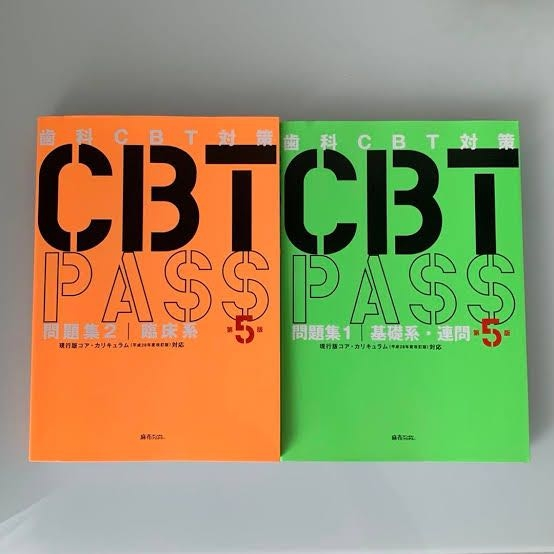 歯科CBT対策
CBT
PASS
問題集2 臨床系 第5版
現行版コア・カリキュラム(平成28年度改訂版)対応
麻布
歯科CBT対策
CBT
PASS
問題集1 基礎系・連問 第5版
現行版コア・カリキュラム(平成28年度改訂版)対応
麻布